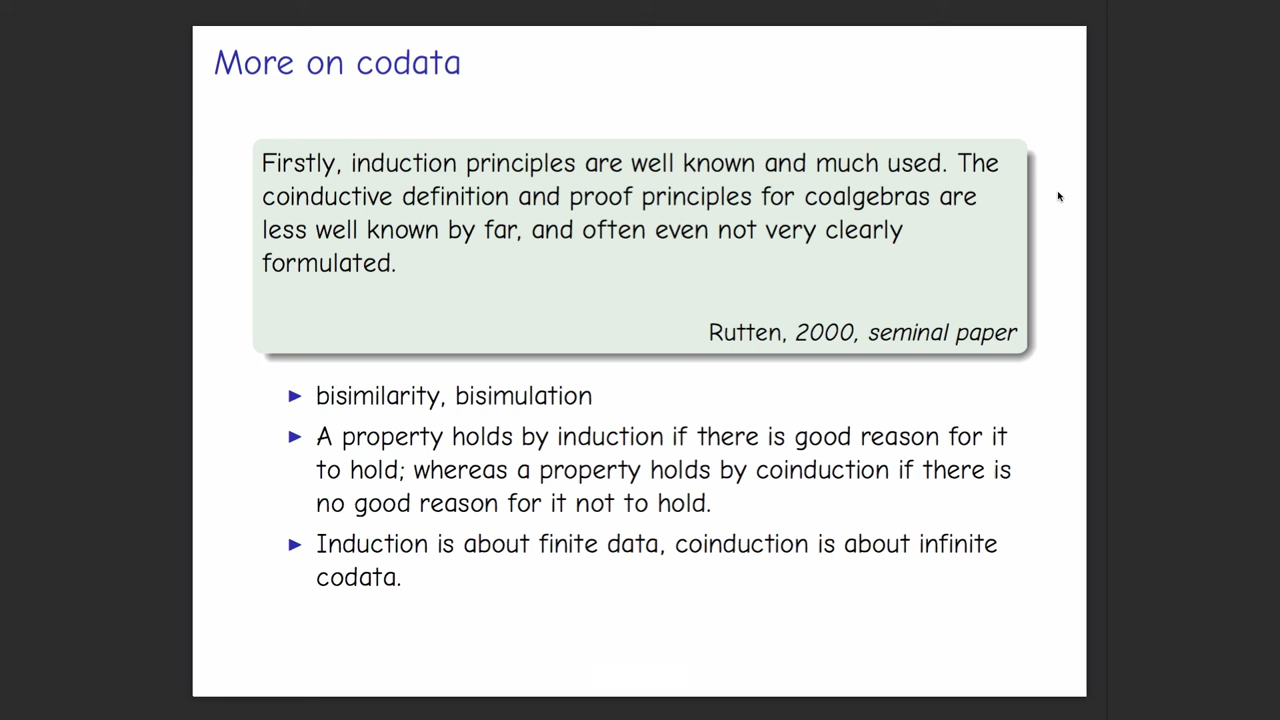 More on codata
Firstly, induction principles are well known and much used. The
coinductive definition and proof principles for coalgebras are
less well known by far, and often even not very clearly
formulated.
Rutten, 2000, seminal paper
▶ bisimilarity, bisimulation
▶ A property holds by induction if there is good reason for it
to hold; whereas a property holds by coinduction if there is
no good reason for it not to hold.
▶ Induction is about finite data, coinduction is about infinite
codata.